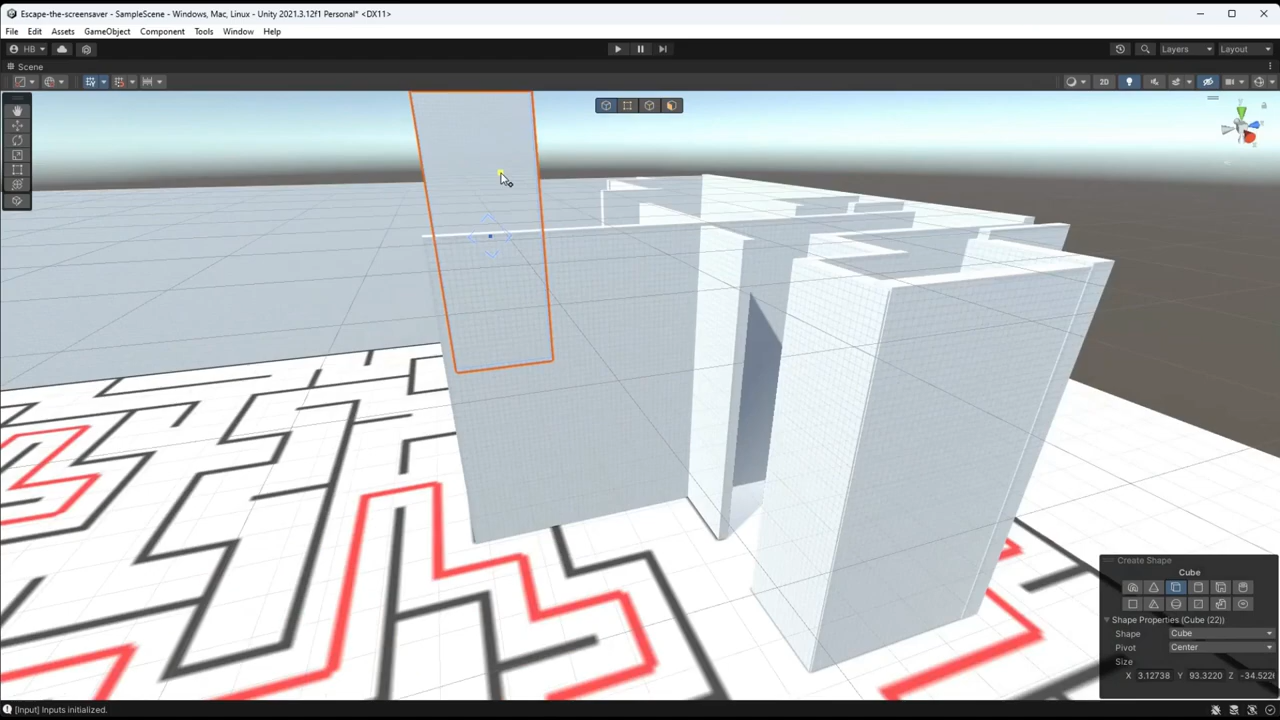 Escape-the-screensaver - SampleScene - Windows, Mac, Linux - Unity 2021.3.12f1 Personal* <DX11>
File Edit Assets GameObject Component Tools Window Help
HB Layers Layout
Scene
2D
y
x
Create Shape
Cube
Shape Properties (Cube (22))
Shape Cube
Pivot Center
Size
X 3.12738 Y 93.3220 Z -34.522
[Input] Inputs initialized.